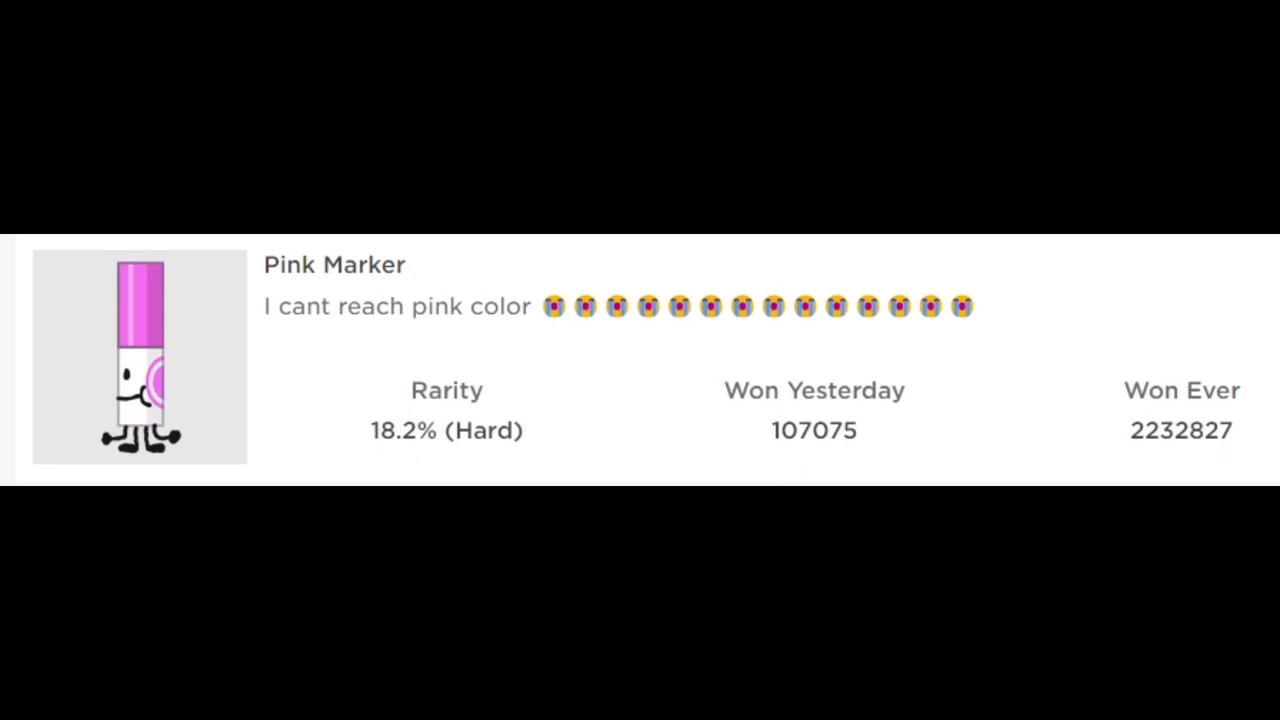 Pink Marker
I cant reach pink color 😭😭😭😭😭😭😭😭😭😭😭😭😭😭
Rarity Won Yesterday Won Ever
18.2% (Hard) 107075 2232827